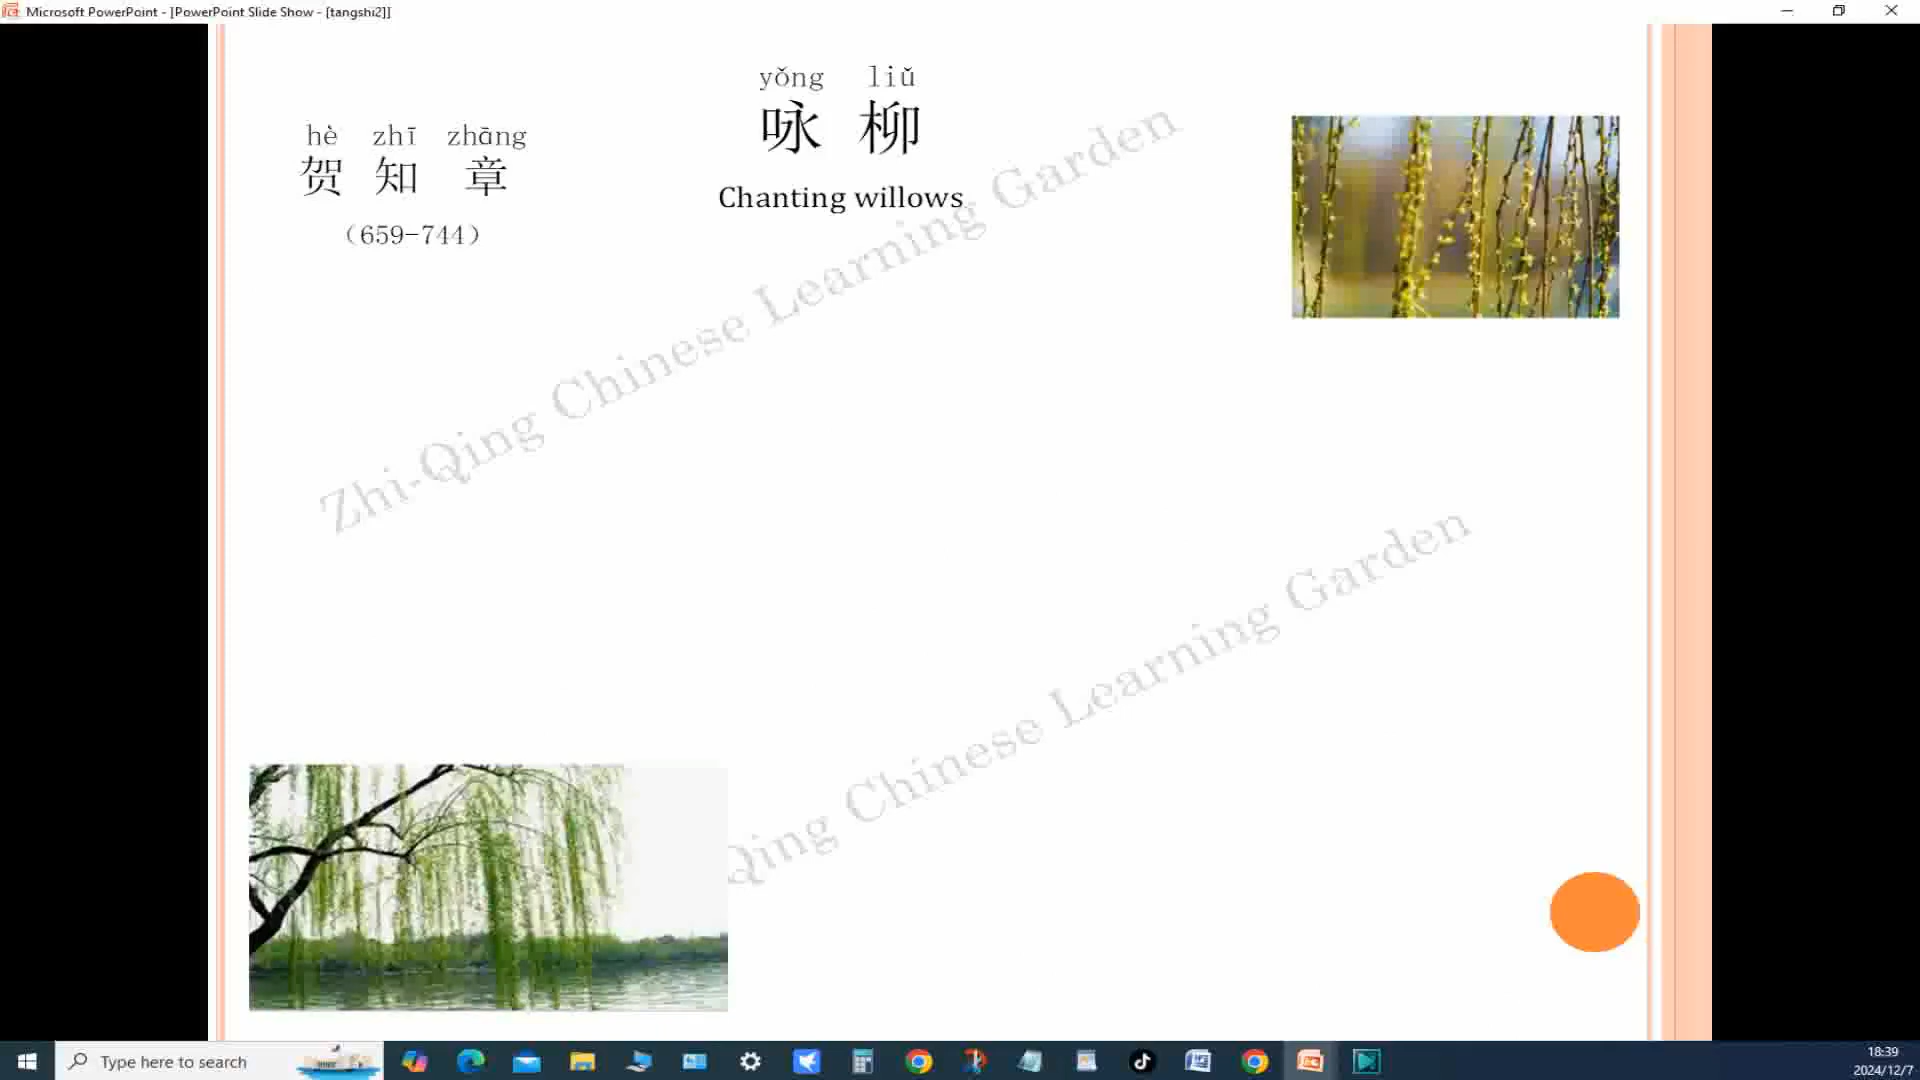 Microsoft PowerPoint - [PowerPoint Slide Show - [tangshi2]]
yǒng liǔ
咏 柳
Chanting willows
hè zhī zhāng
贺 知 章
（659-744）
Zhi-Qing Chinese Learning Garden
Qing Chinese Learning Garden
Type here to search
18:39
2024/12/7